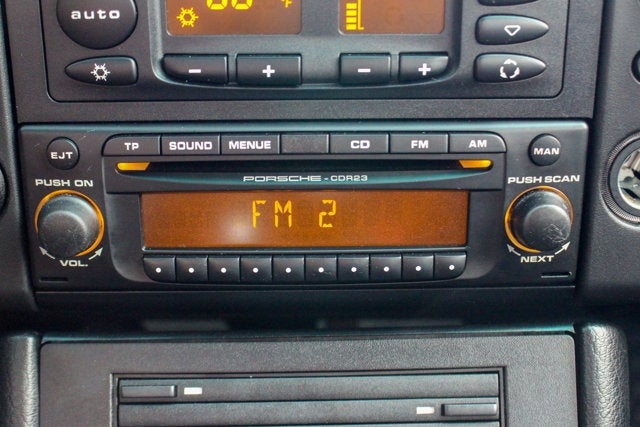 auto
°F
- + - +
TP SOUND MENUE CD FM AM
EJT MAN
PORSCHE - CDR23
PUSH ON PUSH SCAN
FM 2
VOL. NEXT